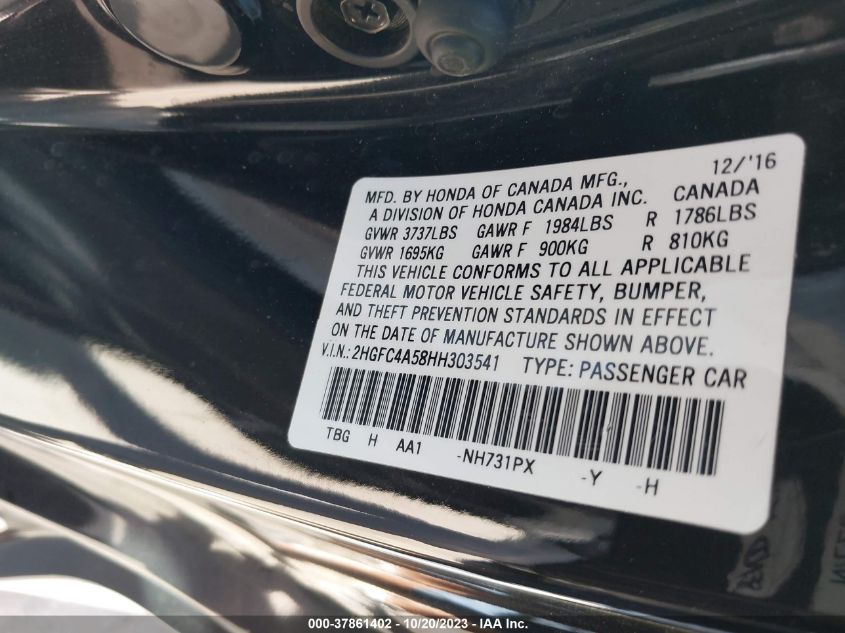 12/'16
MFD. BY HONDA OF CANADA MFG.,
A DIVISION OF HONDA CANADA INC. CANADA
GVWR 3737LBS GAWR F 1984LBS R 1786LBS
GVWR 1695KG GAWR F 900KG R 810KG
THIS VEHICLE CONFORMS TO ALL APPLICABLE
FEDERAL MOTOR VEHICLE SAFETY, BUMPER,
AND THEFT PREVENTION STANDARDS IN EFFECT
ON THE DATE OF MANUFACTURE SHOWN ABOVE.
V.I.N.: 2HGFC4A58HH303541 TYPE: PASSENGER CAR
TBG H AA1 -NH731PX -Y -H
000-37861402 - 10/20/2023 - IAA Inc.